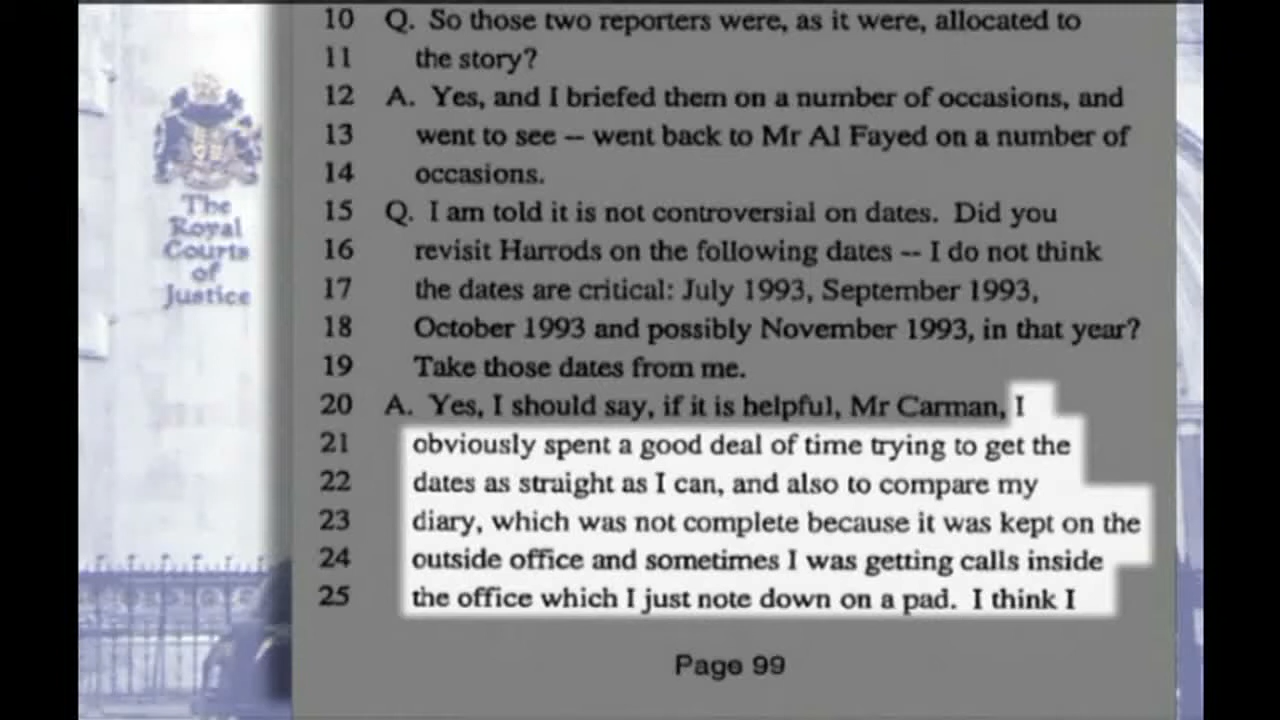 The
Royal
Courts
of
Justice
10 Q. So those two reporters were, as it were, allocated to
11 the story?
12 A. Yes, and I briefed them on a number of occasions, and
13 went to see -- went back to Mr Al Fayed on a number of
14 occasions.
15 Q. I am told it is not controversial on dates. Did you
16 revisit Harrods on the following dates -- I do not think
17 the dates are critical: July 1993, September 1993,
18 October 1993 and possibly November 1993, in that year?
19 Take those dates from me.
20 A. Yes, I should say, if it is helpful, Mr Carman, I
21 obviously spent a good deal of time trying to get the
22 dates as straight as I can, and also to compare my
23 diary, which was not complete because it was kept on the
24 outside office and sometimes I was getting calls inside
25 the office which I just note down on a pad. I think I
Page 99